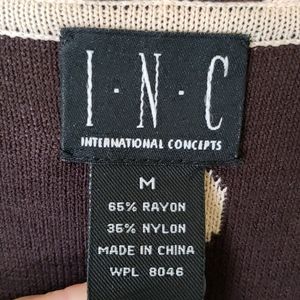 I·N·C
INTERNATIONAL CONCEPTS
M
65% RAYON
35% NYLON
MADE IN CHINA
WPL 8046